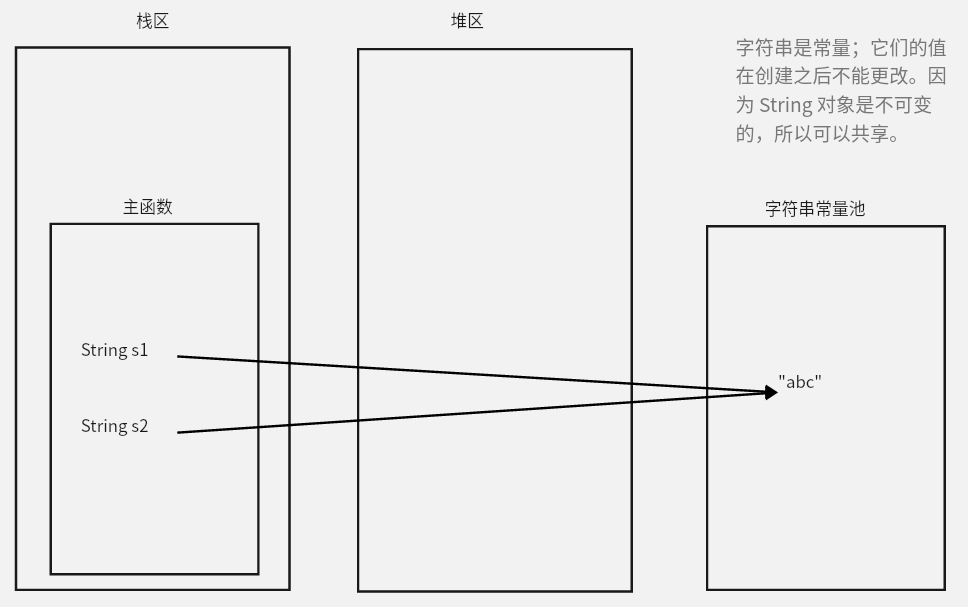 栈区
堆区
字符串是常量；它们的值
在创建之后不能更改。因
为 String 对象是不可变
的，所以可以共享。
主函数
字符串常量池
String s1
"abc"
String s2